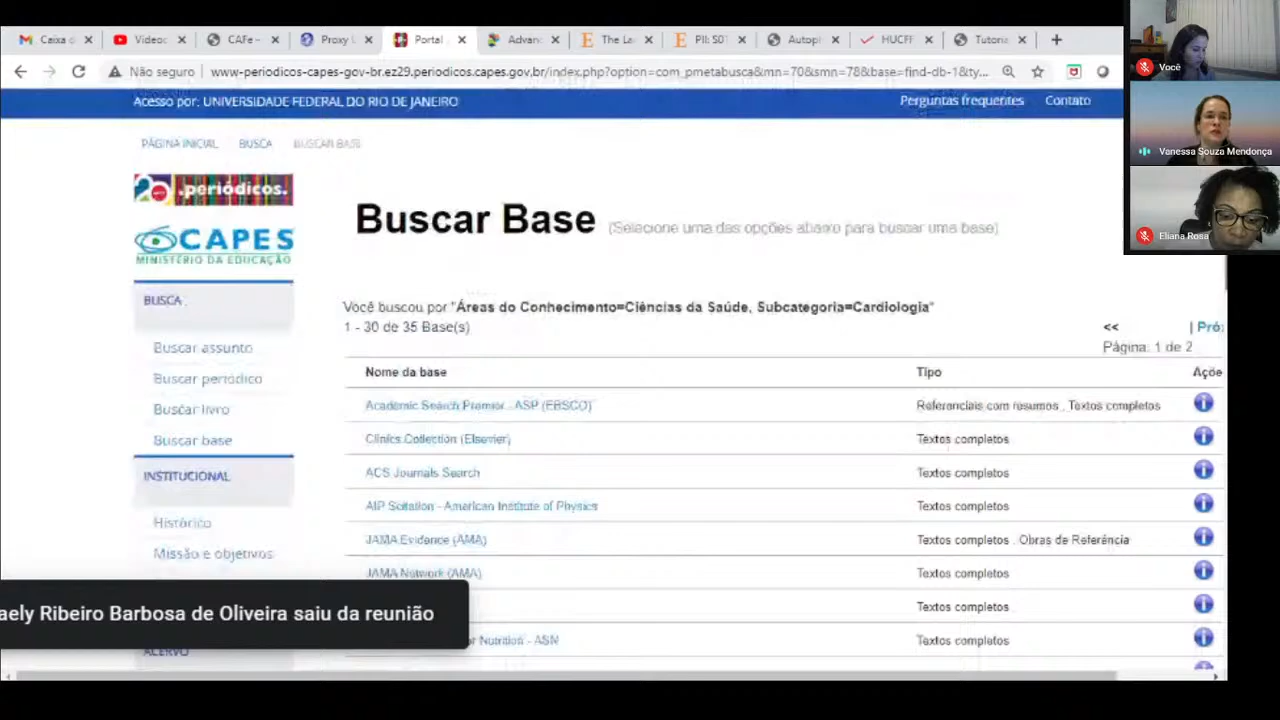 Caixa
Videoc
CAFe -
Proxy L
Portal
Advanc
The La
PII: S01
Autopr
HUCFF
Tutoria
Não seguro
www-periodicos-capes-gov-br.ez29.periodicos.capes.gov.br/index.php?option=com_pmetabusca&mn=70&smn=78&base=find-db-1&ty...
Você
Vanessa Souza Mendonça
Eliana Rosa
Acesso por: UNIVERSIDADE FEDERAL DO RIO DE JANEIRO
Perguntas frequentes
Contato
PÁGINA INICIAL
BUSCA
BUSCAR BASE
.periódicos.
CAPES
MINISTÉRIO DA EDUCAÇÃO
BUSCA
Buscar assunto
Buscar periódico
Buscar livro
Buscar base
INSTITUCIONAL
Histórico
Missão e objetivos
ACERVO
Buscar Base (Selecione uma das opções abaixo para buscar uma base)
Você buscou por "Áreas do Conhecimento=Ciências da Saúde, Subcategoria=Cardiologia"
1 - 30 de 35 Base(s)
<< | Pró
Página: 1 de 2
Nome da base Tipo Açõe
Academic Search Premier - ASP (EBSCO) Referenciais com resumos , Textos completos
Clinics Collection (Elsevier) Textos completos
ACS Journals Search Textos completos
AIP Scitation - American Institute of Physics Textos completos
JAMA Evidence (AMA) Textos completos , Obras de Referência
JAMA Network (AMA) Textos completos
Textos completos
or Nutrition - ASN Textos completos
aely Ribeiro Barbosa de Oliveira saiu da reunião